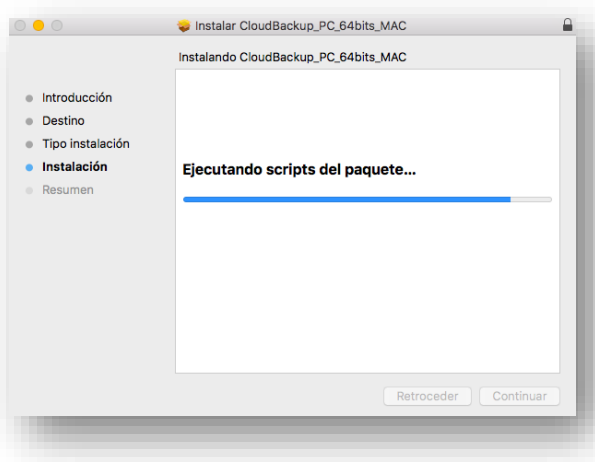 Instalar CloudBackup_PC_64bits_MAC
Instalando CloudBackup_PC_64bits_MAC
Introducción
Destino
Tipo instalación
Instalación
Resumen
Ejecutando scripts del paquete...
Retroceder
Continuar